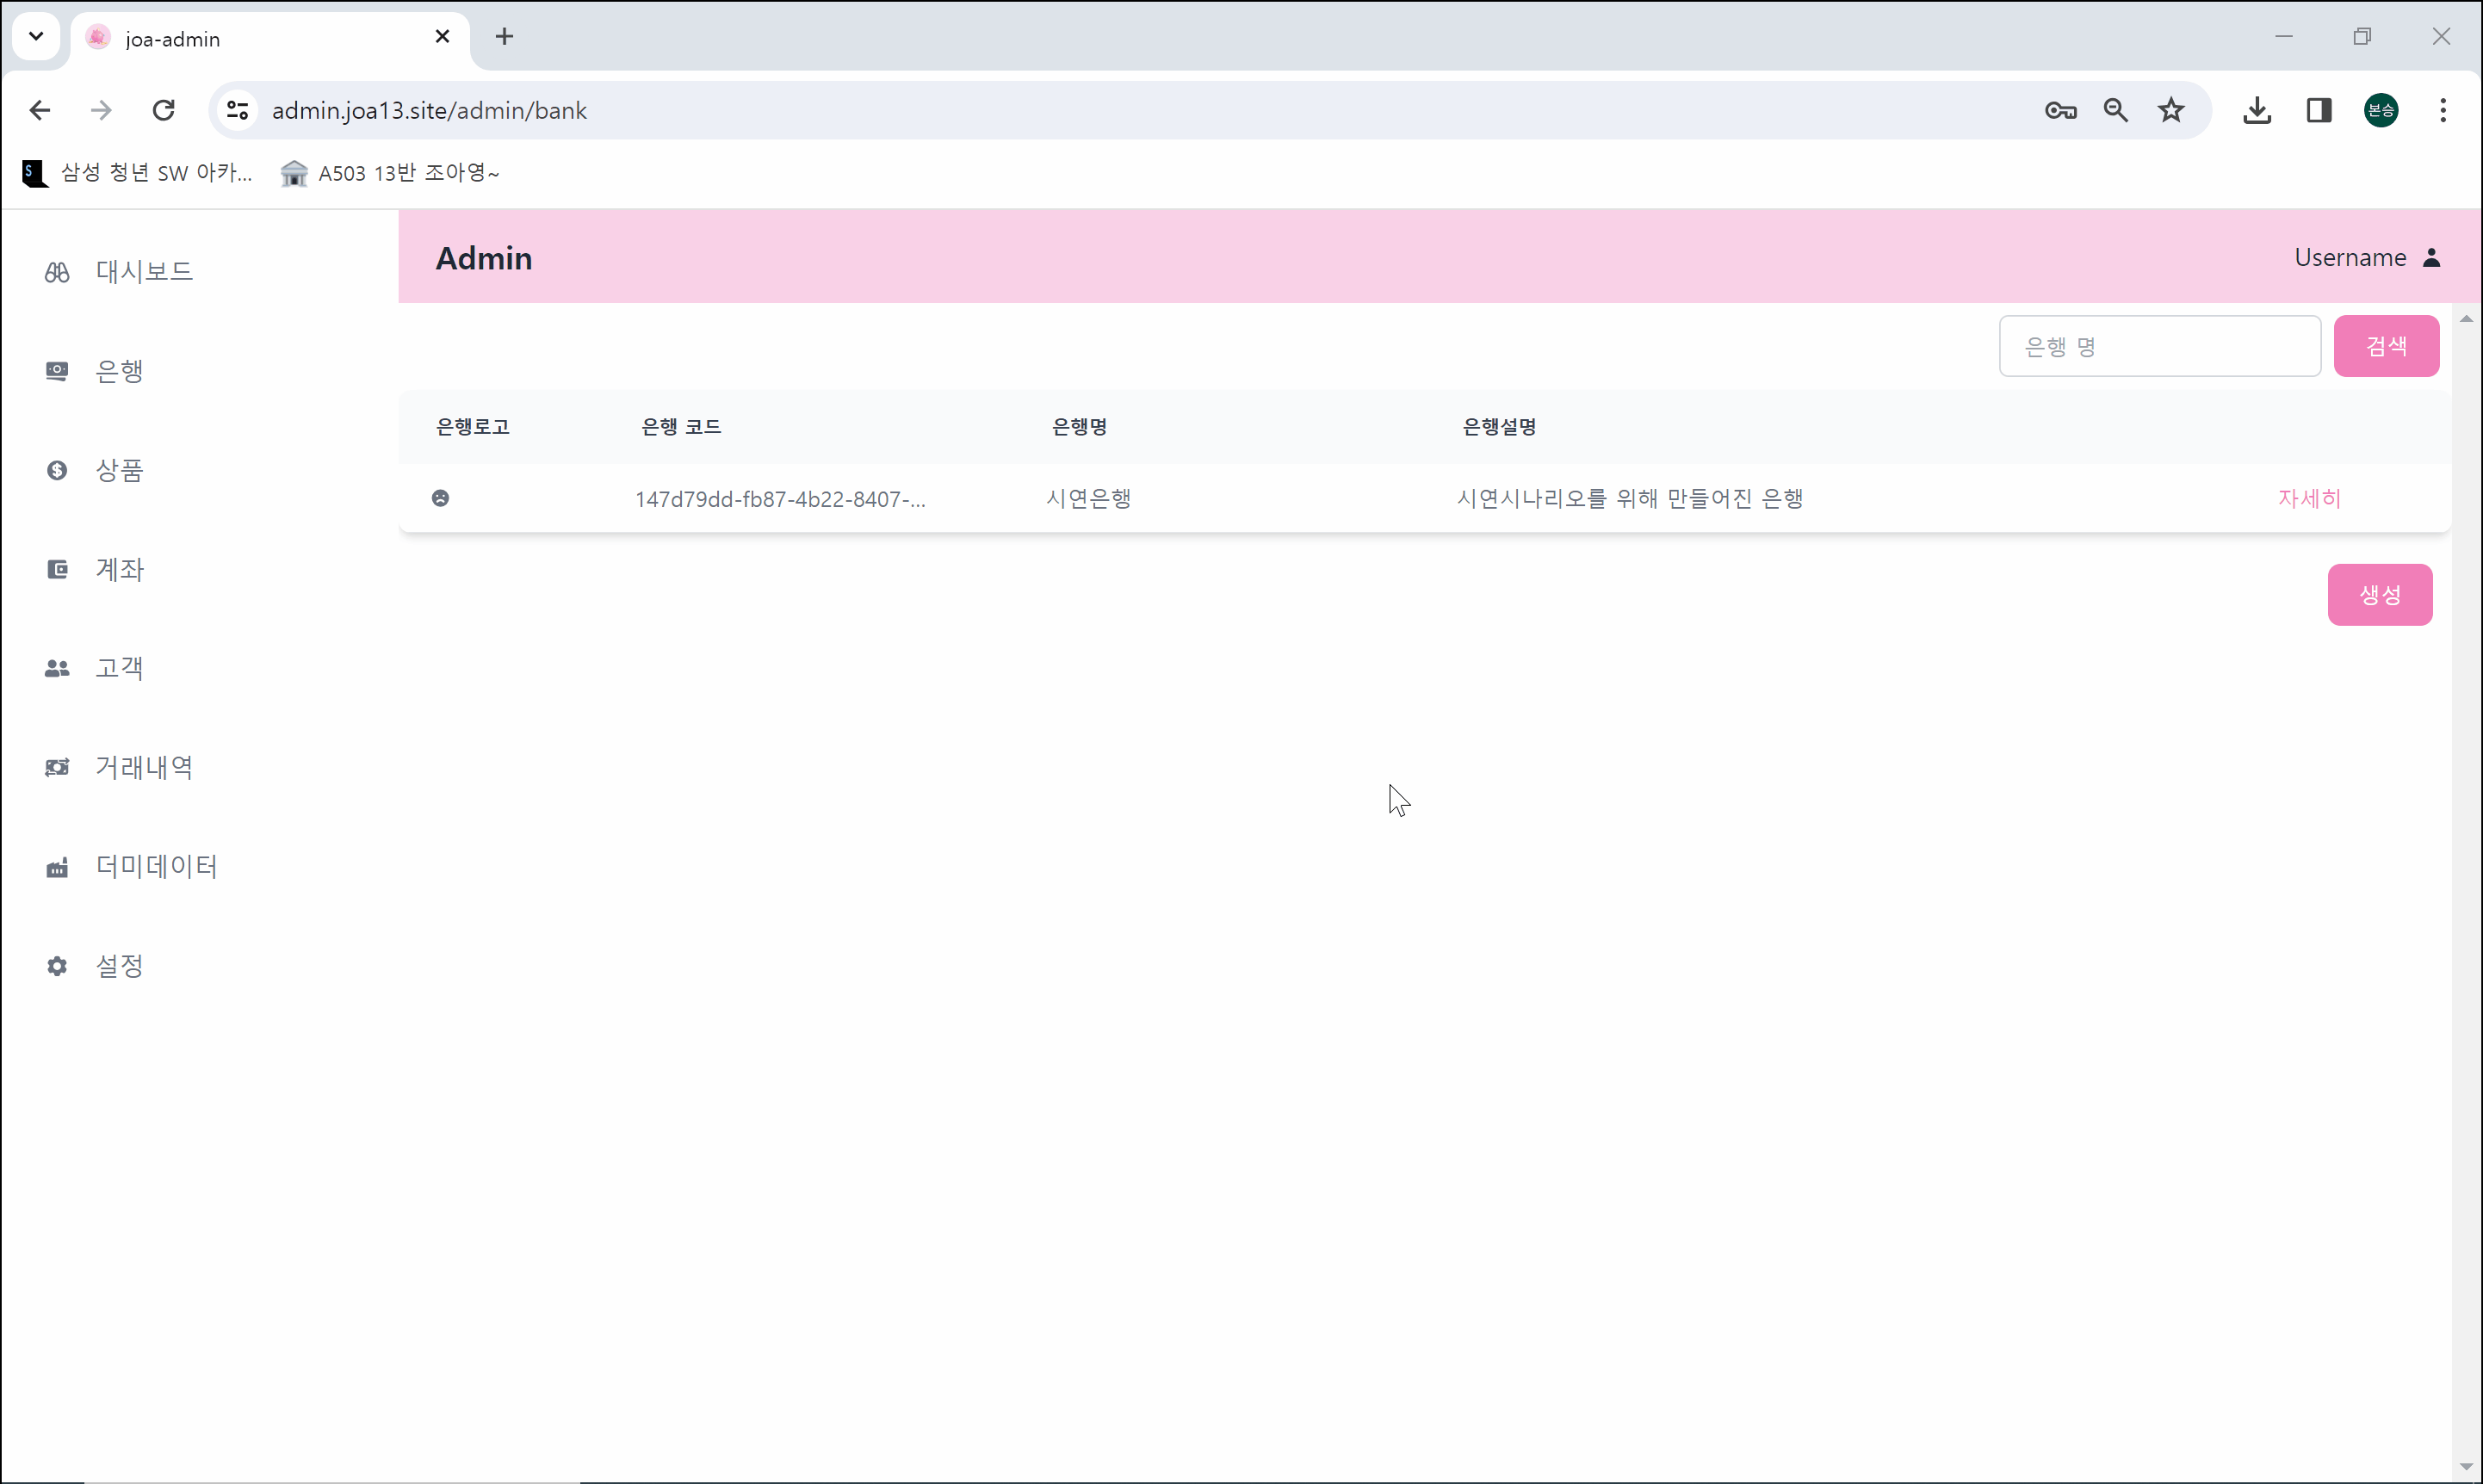 joa-admin
admin.joa13.site/admin/bank
본승
삼성 청년 SW 아카...
A503 13반 조아영~
Admin
Username
대시보드
은행
상품
계좌
고객
거래내역
더미데이터
설정
은행 명
검색
은행로고 은행 코드 은행명 은행설명
147d79dd-fb87-4b22-8407-... 시연은행 시연시나리오를 위해 만들어진 은행 자세히
생성